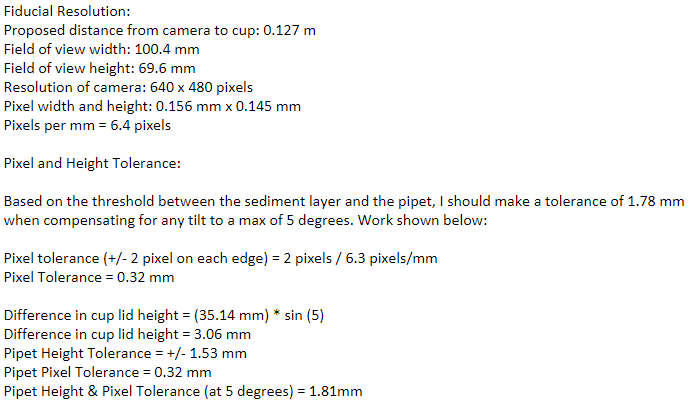 Fiducial Resolution:
Proposed distance from camera to cup: 0.127 m
Field of view width: 100.4 mm
Field of view height: 69.6 mm
Resolution of camera: 640 x 480 pixels
Pixel width and height: 0.156 mm x 0.145 mm
Pixels per mm = 6.4 pixels
Pixel and Height Tolerance:
Based on the threshold between the sediment layer and the pipet, I should make a tolerance of 1.78 mm
when compensating for any tilt to a max of 5 degrees. Work shown below:
Pixel tolerance (+/- 2 pixel on each edge) = 2 pixels / 6.3 pixels/mm
Pixel Tolerance = 0.32 mm
Difference in cup lid height = (35.14 mm) * sin (5)
Difference in cup lid height = 3.06 mm
Pipet Height Tolerance = +/- 1.53 mm
Pipet Pixel Tolerance = 0.32 mm
Pipet Height & Pixel Tolerance (at 5 degrees) = 1.81mm